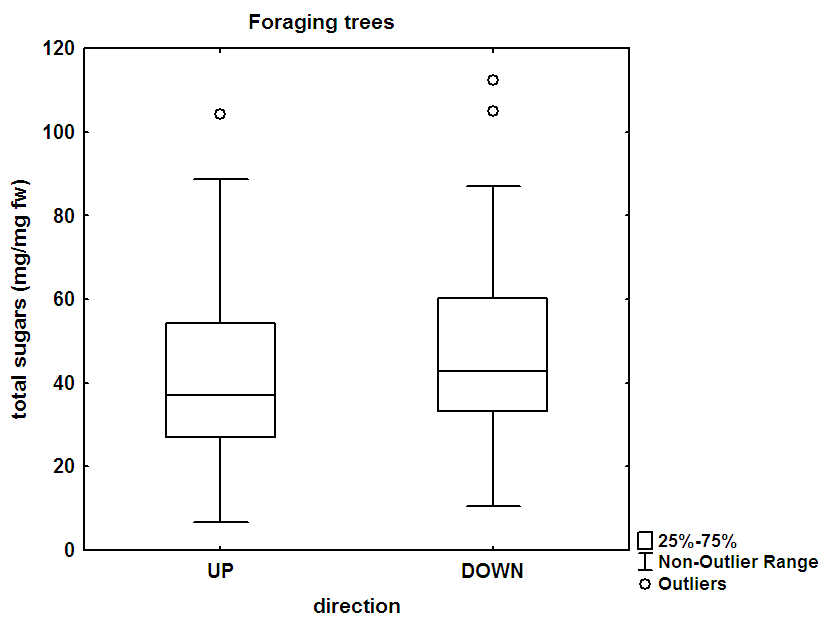 Foraging trees
120
100
80
60
40
20
0
total sugars (mg/mg fw)
UP DOWN
direction
25%-75%
Non-Outlier Range
Outliers